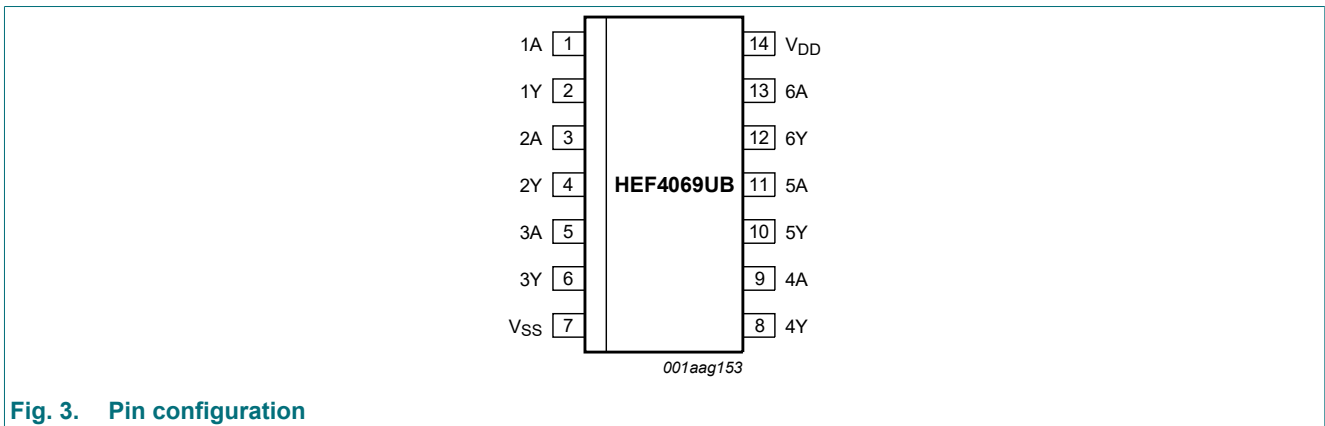 1A 1 14 VDD
1Y 2 13 6A
2A 3 12 6Y
2Y 4 HEF4069UB 11 5A
3A 5 10 5Y
3Y 6 9 4A
VSS 7 8 4Y
001aag153
Fig. 3. Pin configuration